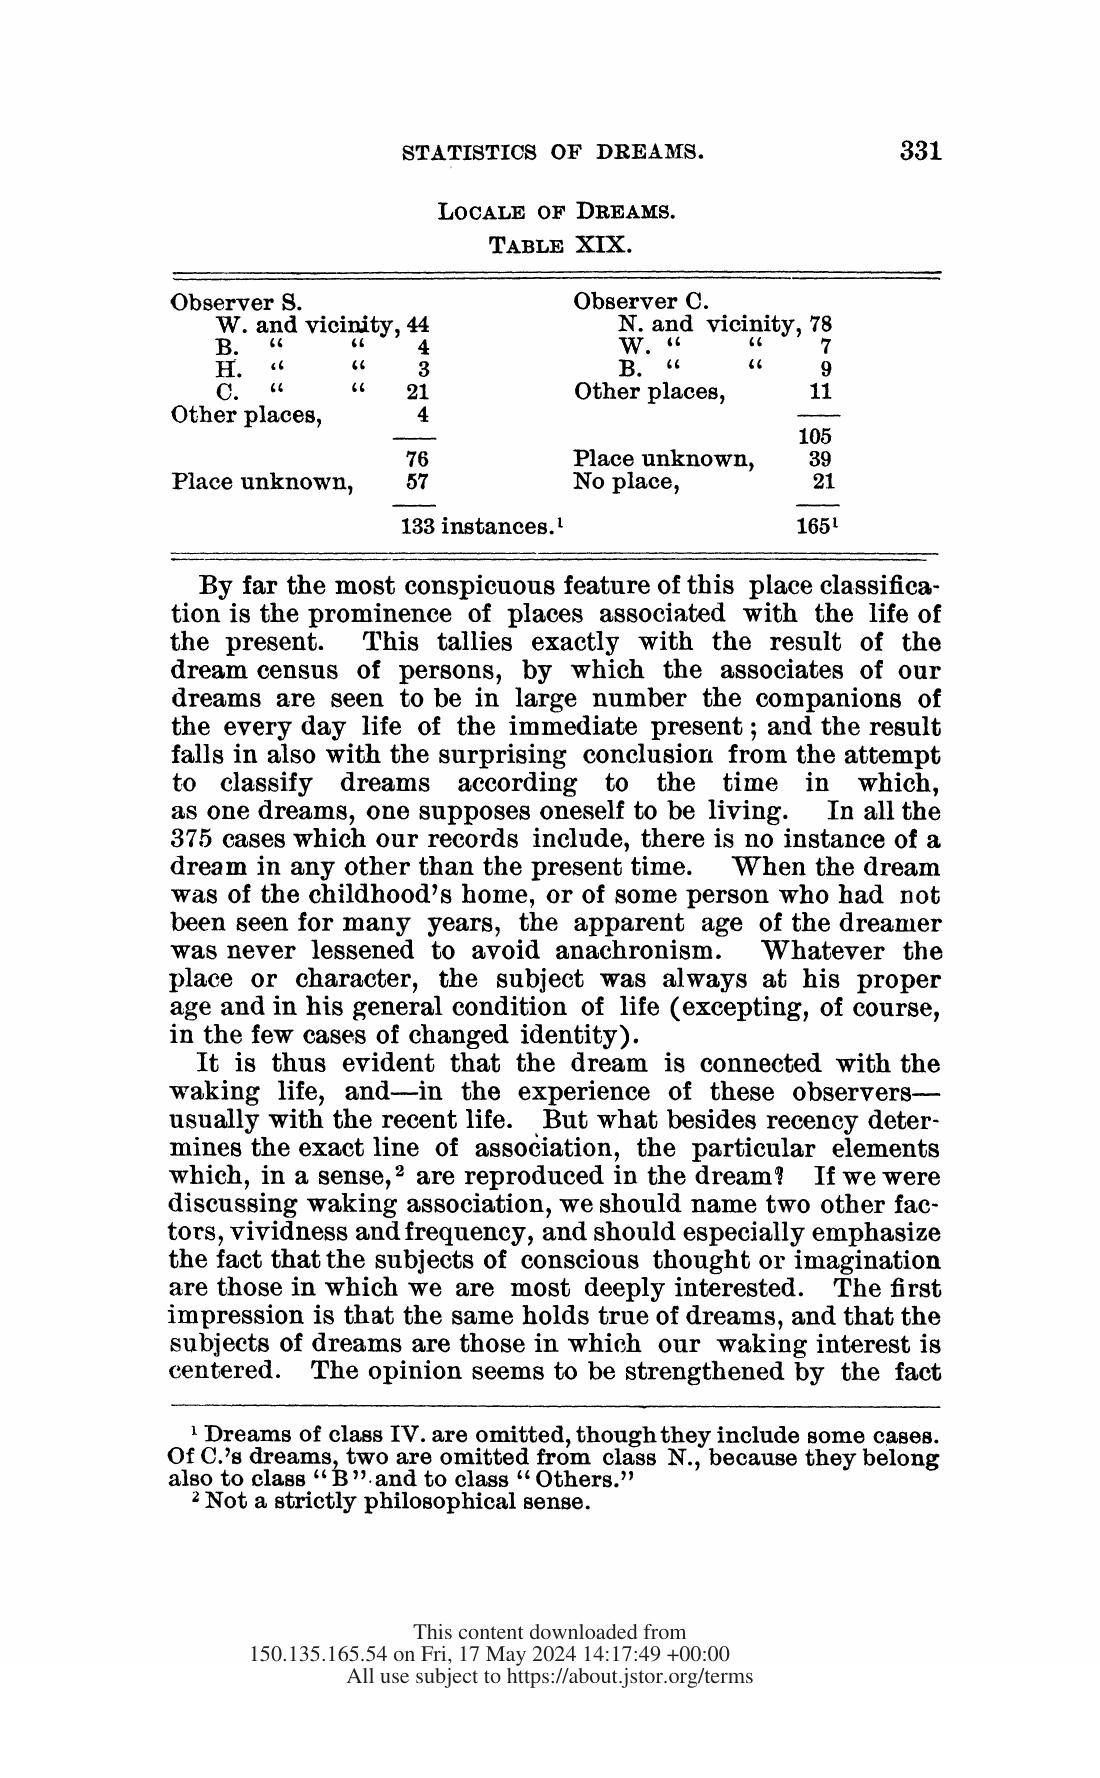 STATISTICS OF DREAMS. 331
LOCALE OF DREAMS.
TABLE XIX.
Observer S. Observer C.
W. and vicinity, 44 N. and vicinity, 78
B. “ “ 4 W. “ “ 7
H. “ “ 3 B. “ “ 9
C. “ “ 21 Other places, 11
Other places, 4
105
76 Place unknown, 39
Place unknown, 57 No place, 21
133 instances.¹ 165¹
By far the most conspicuous feature of this place classifica-
tion is the prominence of places associated with the life of
the present. This tallies exactly with the result of the
dream census of persons, by which the associates of our
dreams are seen to be in large number the companions of
the every day life of the immediate present ; and the result
falls in also with the surprising conclusion from the attempt
to classify dreams according to the time in which,
as one dreams, one supposes oneself to be living. In all the
375 cases which our records include, there is no instance of a
dream in any other than the present time. When the dream
was of the childhood’s home, or of some person who had not
been seen for many years, the apparent age of the dreamer
was never lessened to avoid anachronism. Whatever the
place or character, the subject was always at his proper
age and in his general condition of life (excepting, of course,
in the few cases of changed identity).
It is thus evident that the dream is connected with the
waking life, and—in the experience of these observers—
usually with the recent life. But what besides recency deter-
mines the exact line of association, the particular elements
which, in a sense,² are reproduced in the dream? If we were
discussing waking association, we should name two other fac-
tors, vividness and frequency, and should especially emphasize
the fact that the subjects of conscious thought or imagination
are those in which we are most deeply interested. The first
impression is that the same holds true of dreams, and that the
subjects of dreams are those in which our waking interest is
centered. The opinion seems to be strengthened by the fact
¹ Dreams of class IV. are omitted, though they include some cases.
Of C.’s dreams, two are omitted from class N., because they belong
also to class “B” and to class “Others.”
² Not a strictly philosophical sense.
This content downloaded from
150.135.165.54 on Fri, 17 May 2024 14:17:49 +00:00
All use subject to https://about.jstor.org/terms